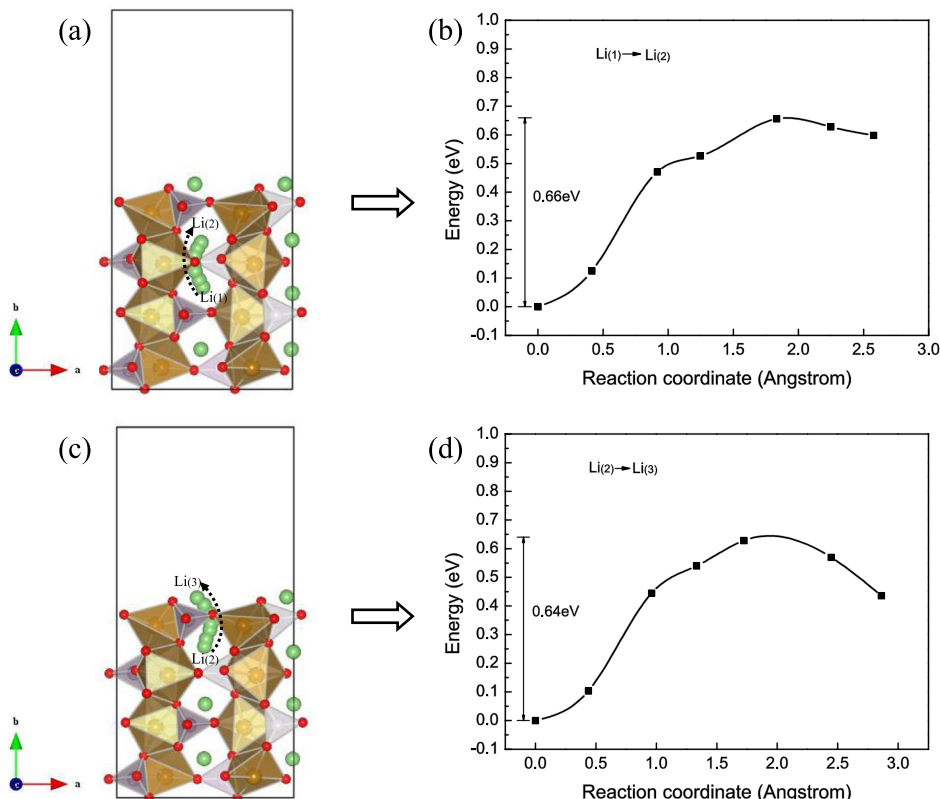 (a)
Li(2)
Li(1)
b
c
a
(b)
1.0
0.9
0.8
0.7
0.6
0.5
0.4
0.3
0.2
0.1
0.0
-0.1
Energy (eV)
Li(1)→Li(2)
0.66eV
0.0 0.5 1.0 1.5 2.0 2.5 3.0
Reaction coordinate (Angstrom)
(c)
Li(3)
Li(2)
b
c
a
(d)
1.0
0.9
0.8
0.7
0.6
0.5
0.4
0.3
0.2
0.1
0.0
-0.1
Energy (eV)
Li(2)→Li(3)
0.64eV
0.0 0.5 1.0 1.5 2.0 2.5 3.0
Reaction coordinate (Angstrom)